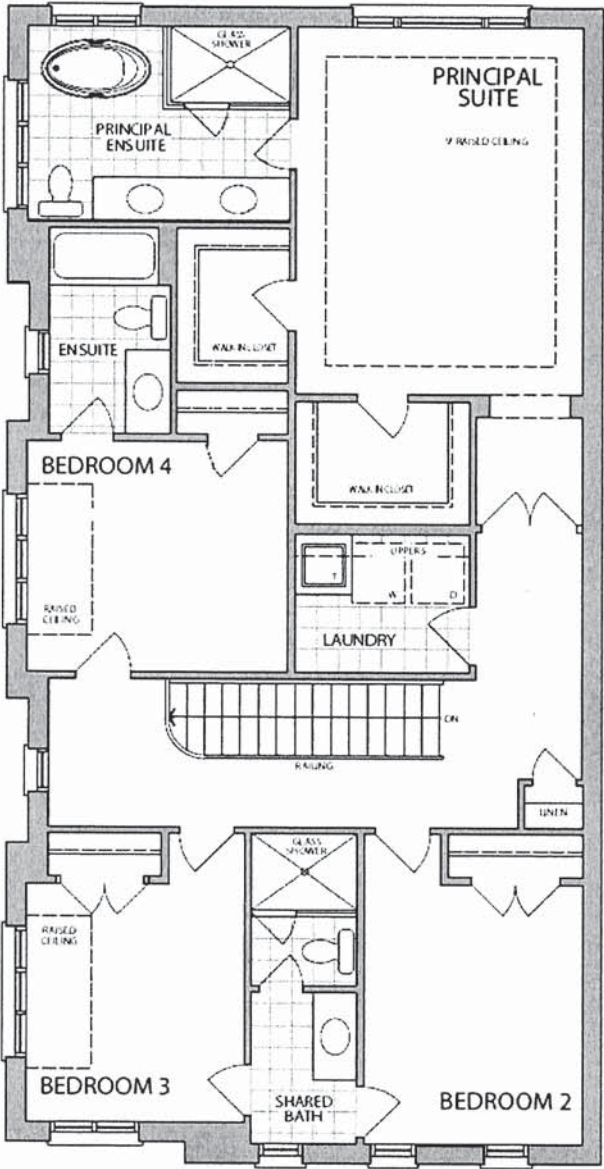 GLASS
SHOWER
PRINCIPAL
SUITE
PRINCIPAL
ENSUITE
9' RAISED CEILING
ENSUITE
WALK IN CLOSET
BEDROOM 4
WALK IN CLOSET
UPPERS
T
W
D
RAISED
CEILING
LAUNDRY
DN
RAILING
LINEN
GLASS
SHOWER
RAISED
CEILING
BEDROOM 3
SHARED
BATH
BEDROOM 2